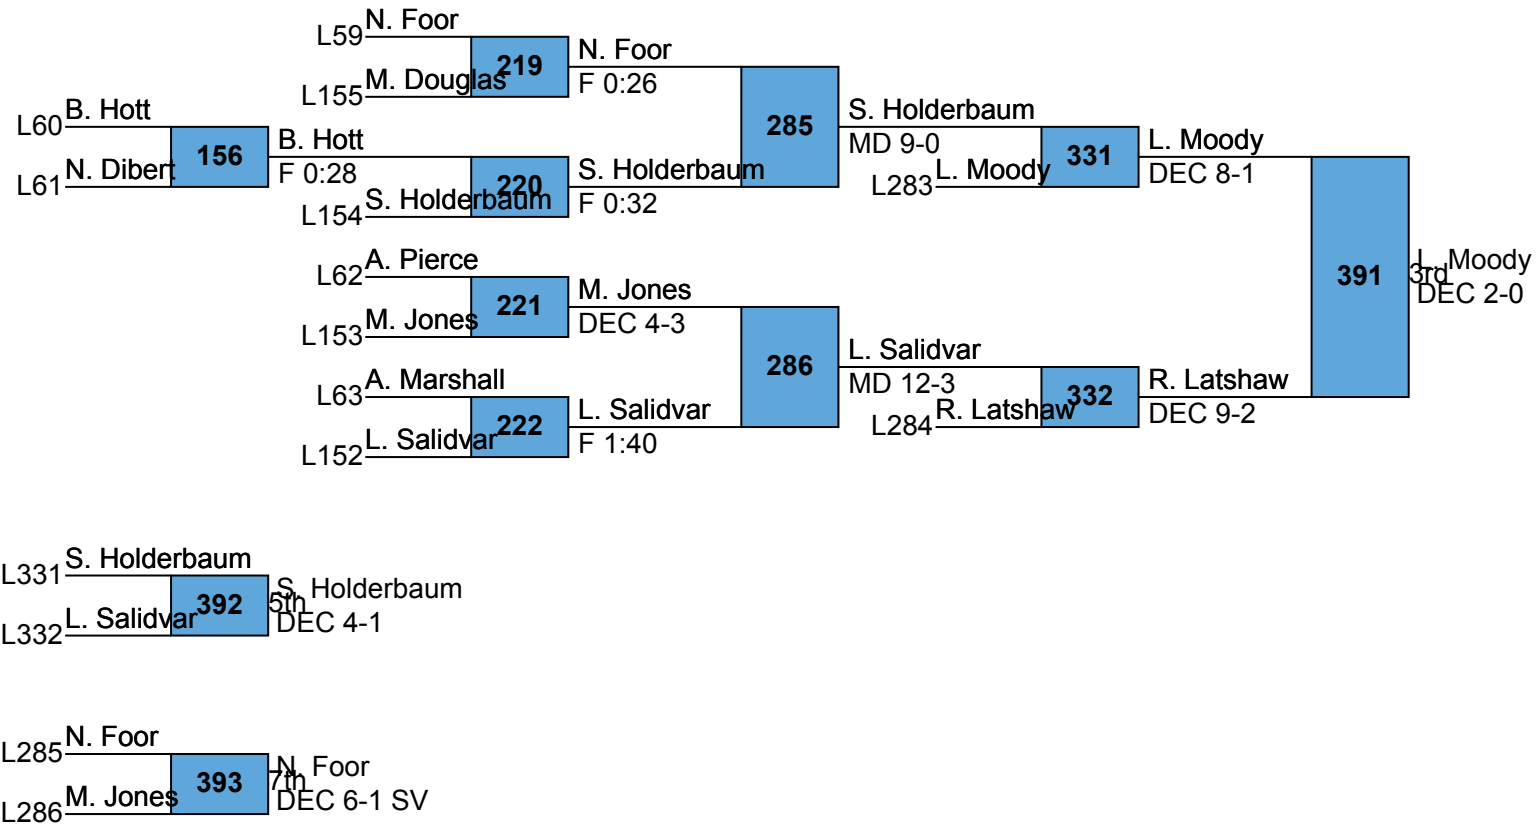 L59 N. Foor
L155 M. Douglas
219
N. Foor
F 0:26
L60 B. Hott
L61 N. Dibert
156
B. Hott
F 0:28
L154 S. Holderbaum
220
S. Holderbaum
F 0:32
285
S. Holderbaum
MD 9-0
L283 L. Moody
331
L. Moody
DEC 8-1
L62 A. Pierce
L153 M. Jones
221
M. Jones
DEC 4-3
L63 A. Marshall
L152 L. Salidvar
222
L. Salidvar
F 1:40
286
L. Salidvar
MD 12-3
L284 R. Latshaw
332
R. Latshaw
DEC 9-2
391
3rd
L. Moody
DEC 2-0
L331 S. Holderbaum
L332 L. Salidvar
392
5th
S. Holderbaum
DEC 4-1
L285 N. Foor
L286 M. Jones
393
7th
N. Foor
DEC 6-1 SV